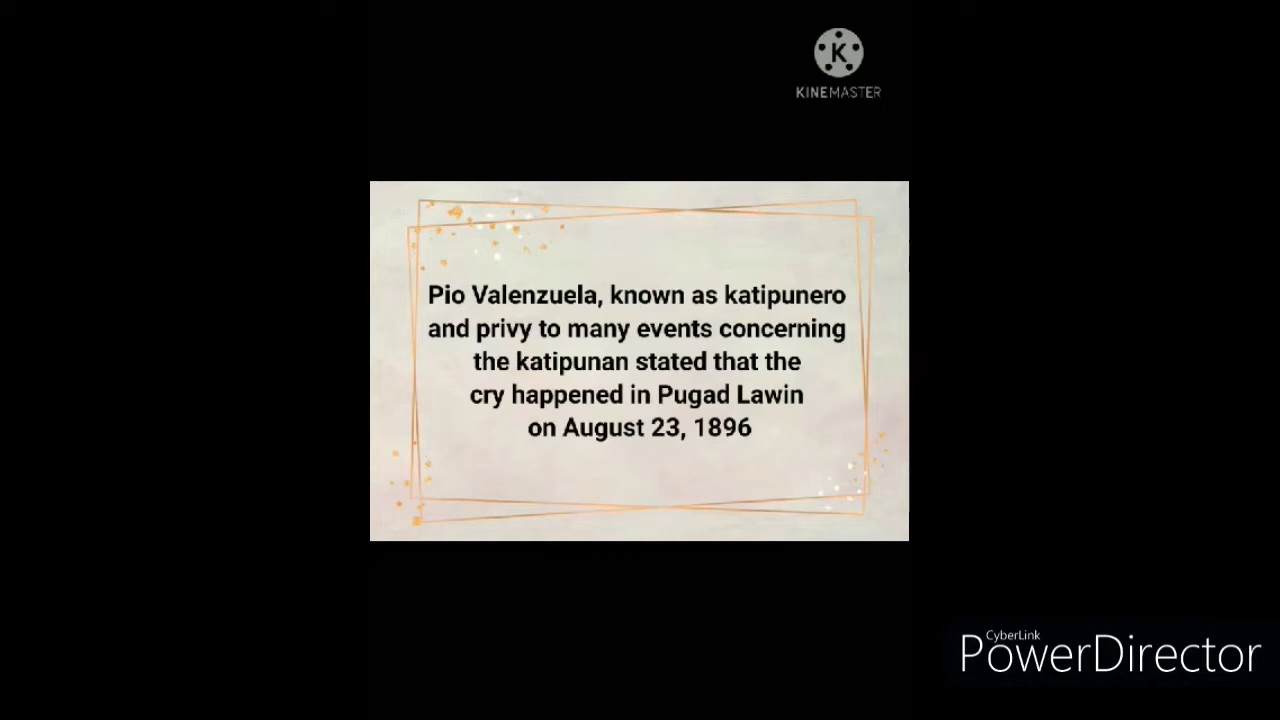 K
KINEMASTER
Pio Valenzuela, known as katipunero
and privy to many events concerning
the katipunan stated that the
cry happened in Pugad Lawin
on August 23, 1896
CyberLink
PowerDirector